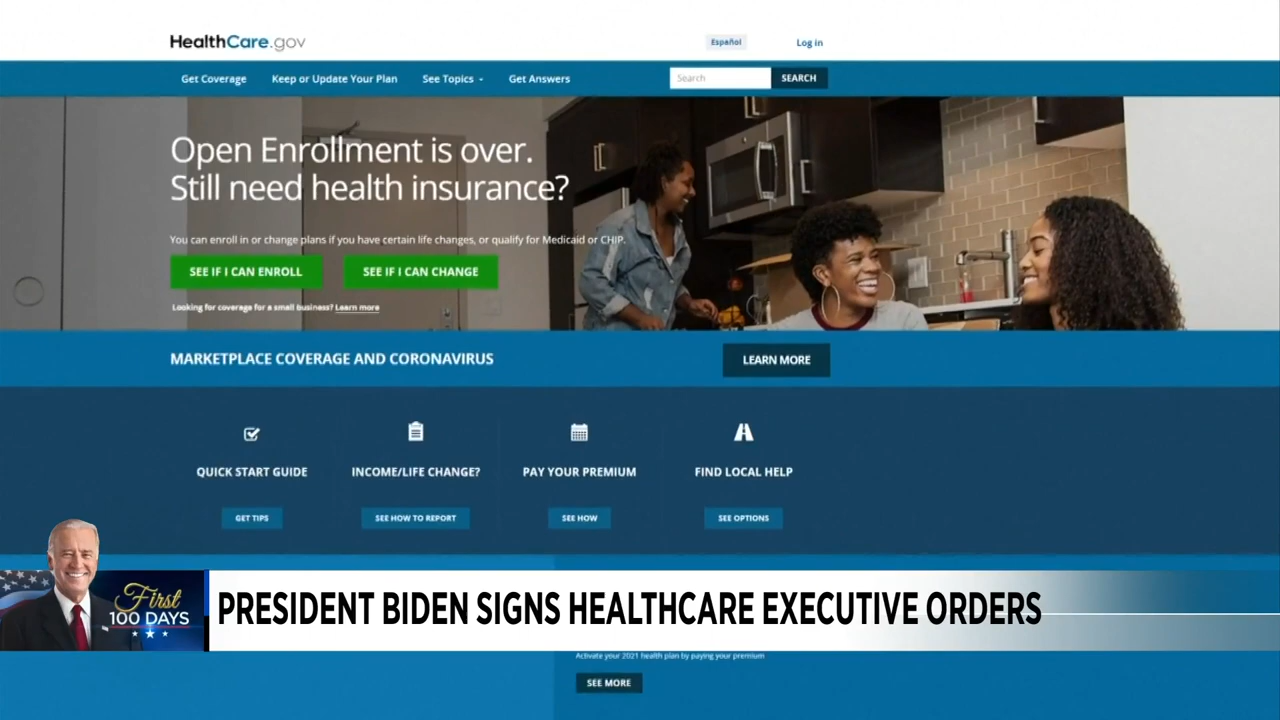 HealthCare.gov
Español
Log in
Get Coverage
Keep or Update Your Plan
See Topics
Get Answers
Search
SEARCH
Open Enrollment is over.
Still need health insurance?
You can enroll in or change plans if you have certain life changes, or qualify for Medicaid or CHIP.
SEE IF I CAN ENROLL
SEE IF I CAN CHANGE
Looking for coverage for a small business? Learn more
MARKETPLACE COVERAGE AND CORONAVIRUS
LEARN MORE
QUICK START GUIDE
INCOME/LIFE CHANGE?
PAY YOUR PREMIUM
FIND LOCAL HELP
GET TIPS
SEE HOW TO REPORT
SEE HOW
SEE OPTIONS
First
100 DAYS
PRESIDENT BIDEN SIGNS HEALTHCARE EXECUTIVE ORDERS
Activate your 2021 health plan by paying your premium
SEE MORE